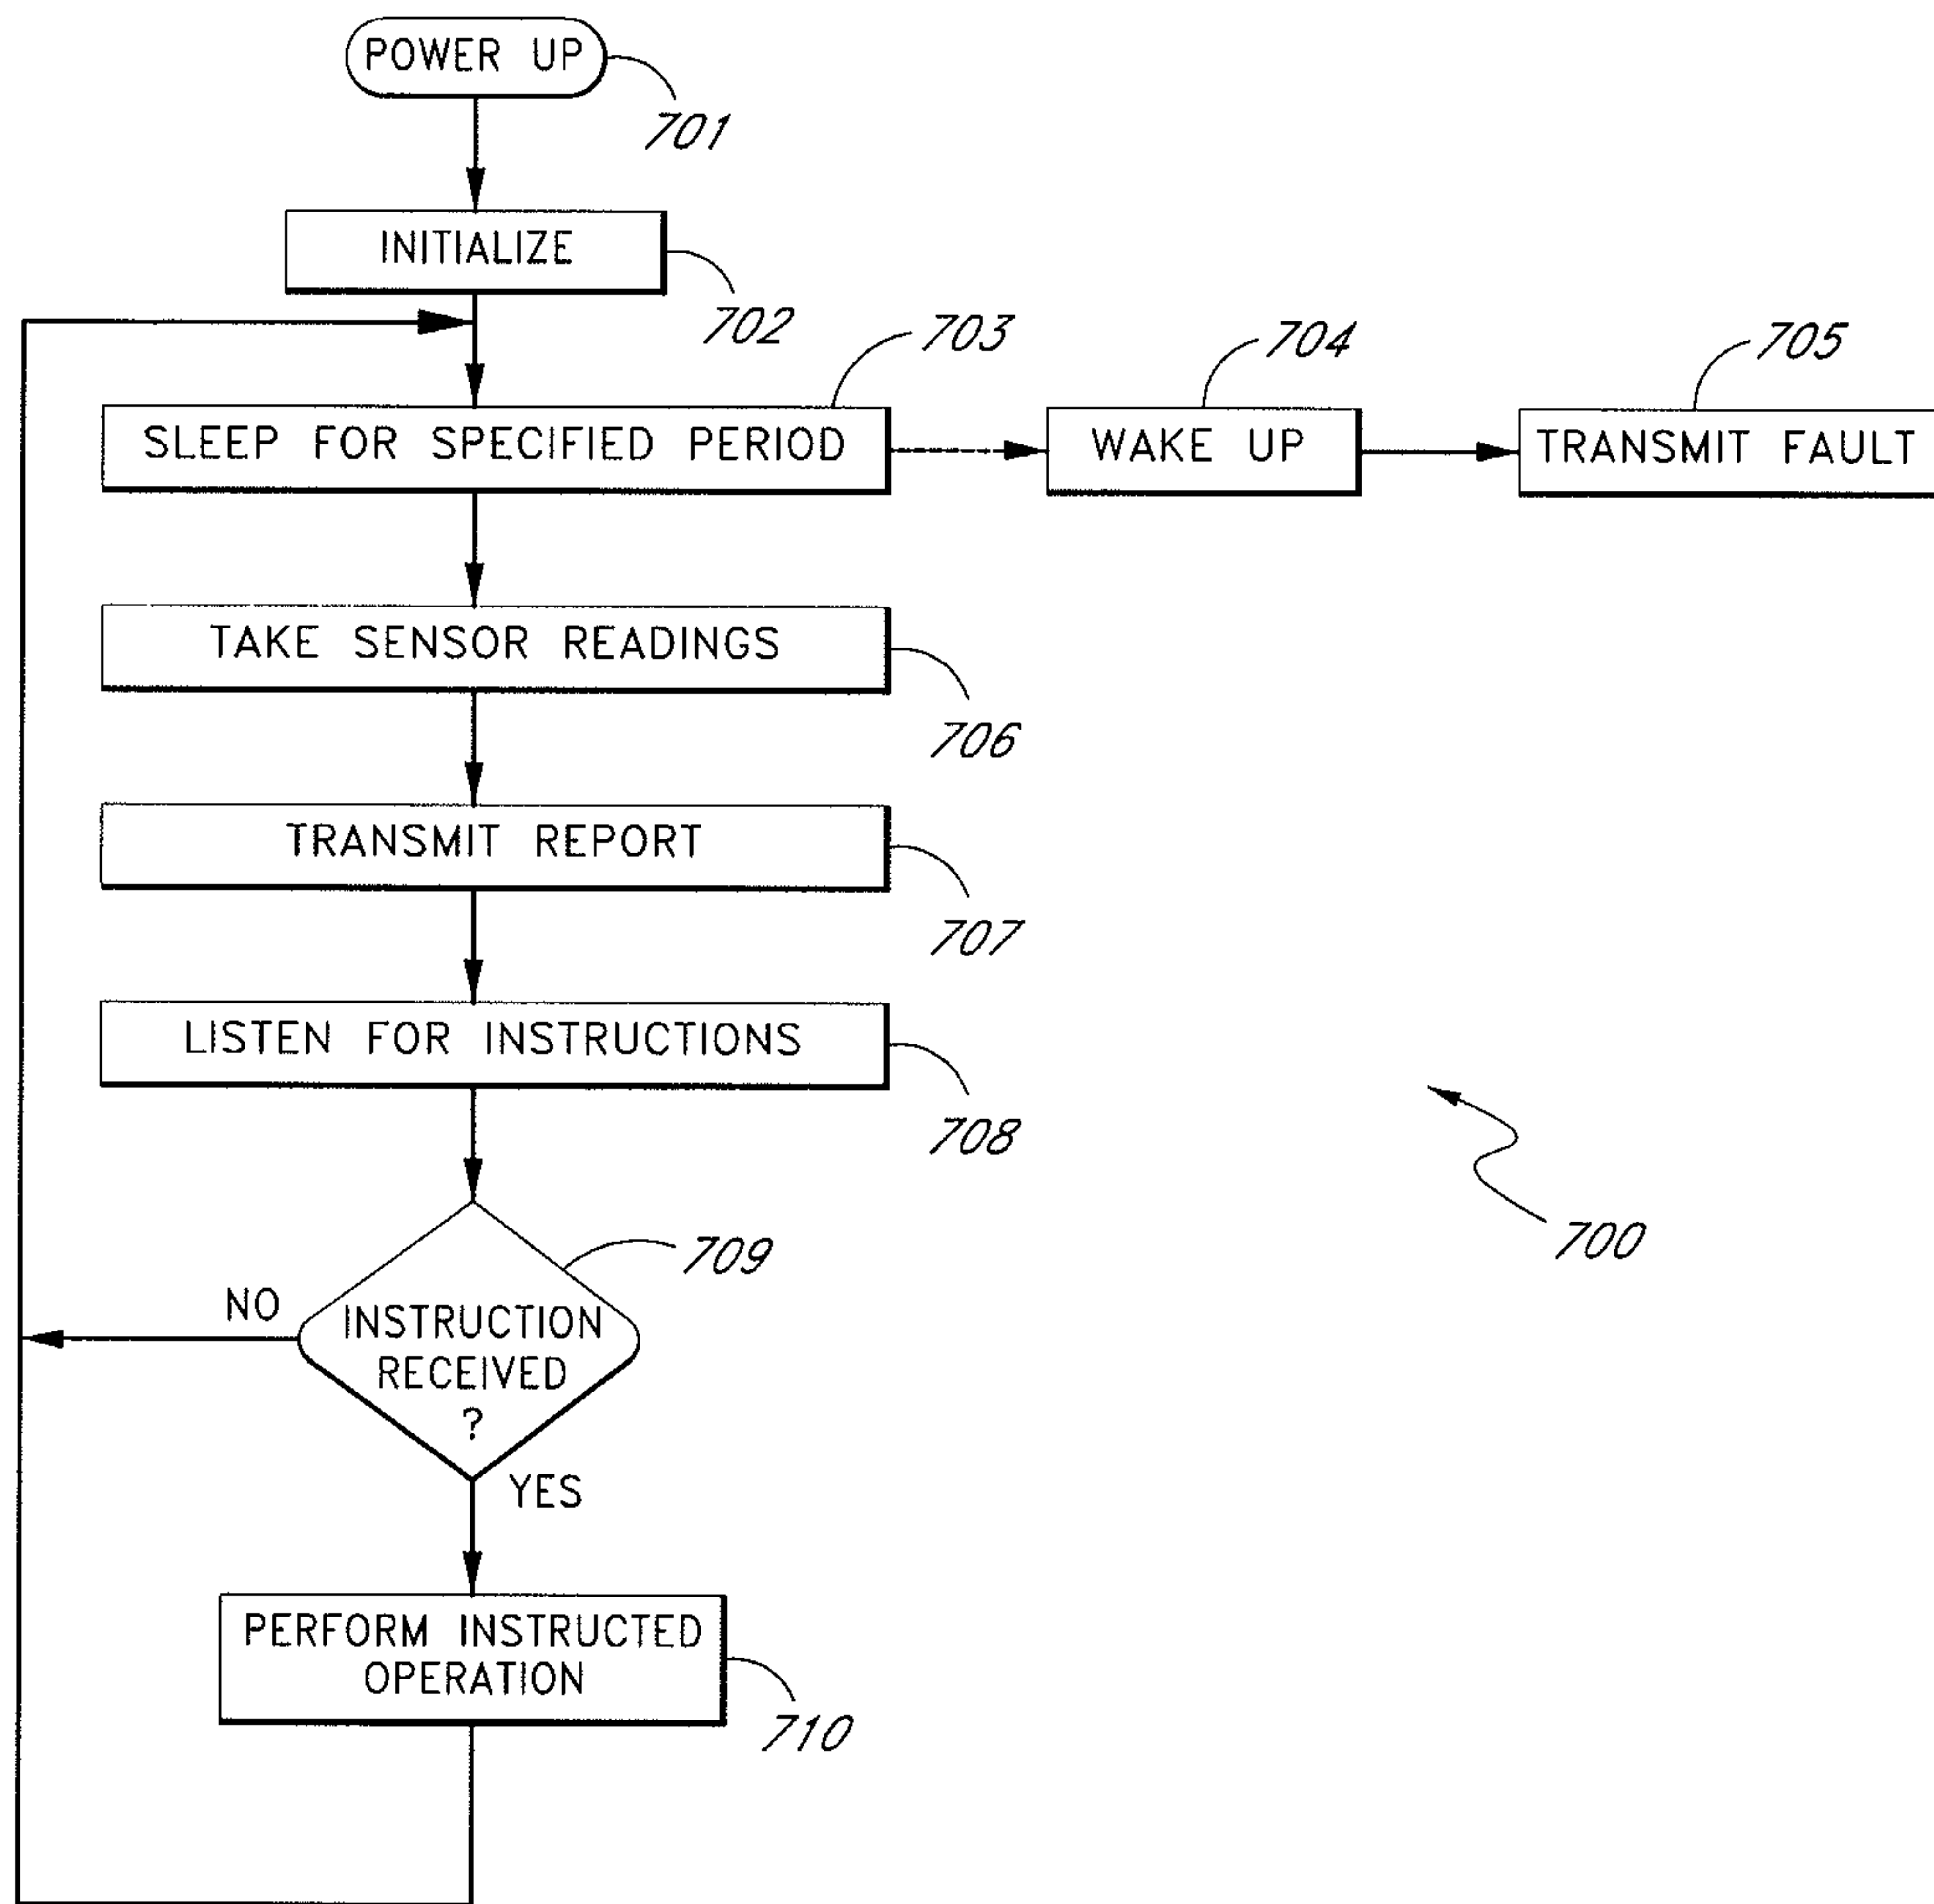 POWER UP
701
INITIALIZE
702
703
704
705
SLEEP FOR SPECIFIED PERIOD
WAKE UP
TRANSMIT FAULT
TAKE SENSOR READINGS
706
TRANSMIT REPORT
707
LISTEN FOR INSTRUCTIONS
708
709
700
NO
INSTRUCTION
RECEIVED
?
YES
PERFORM INSTRUCTED
OPERATION
710